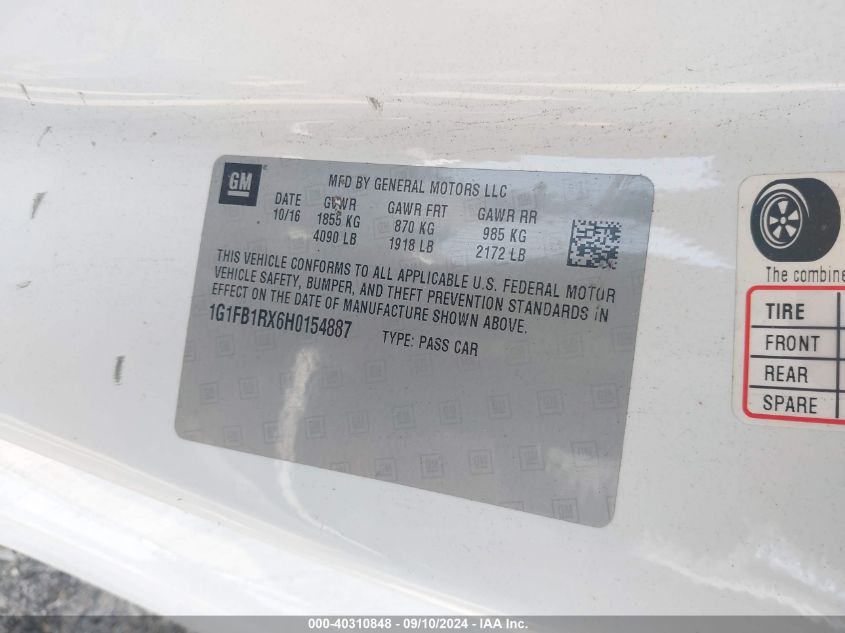 GM
MFD BY GENERAL MOTORS LLC
DATE GVWR GAWR FRT GAWR RR
10/16 1855 KG 870 KG 985 KG
4090 LB 1918 LB 2172 LB
THIS VEHICLE CONFORMS TO ALL APPLICABLE U.S. FEDERAL MOTOR
VEHICLE SAFETY, BUMPER, AND THEFT PREVENTION STANDARDS IN
EFFECT ON THE DATE OF MANUFACTURE SHOWN ABOVE.
1G1FB1RX6H0154887 TYPE: PASS CAR
The combine
TIRE
FRONT
REAR
SPARE
000-40310848 - 09/10/2024 - IAA Inc.